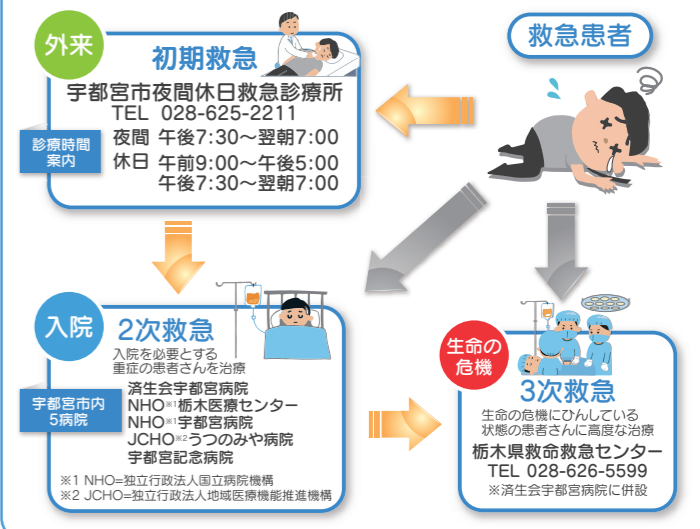 救急患者
外来
初期救急
宇都宮市夜間休日救急診療所
TEL 028-625-2211
診療時間
案内
夜間 午後7:30～翌朝7:00
休日 午前9:00～午後5:00
午後7:30～翌朝7:00
入院
2次救急
入院を必要とする
重症の患者さんを治療
宇都宮市内
5病院
済生会宇都宮病院
NHO※1栃木医療センター
NHO※1宇都宮病院
JCHO※2うつのみや病院
宇都宮記念病院
※1 NHO=独立行政法人国立病院機構
※2 JCHO=独立行政法人地域医療機能推進機構
生命の
危機
3次救急
生命の危機にひんしている
状態の患者さんに高度な治療
栃木県救命救急センター
TEL 028-626-5599
※済生会宇都宮病院に併設